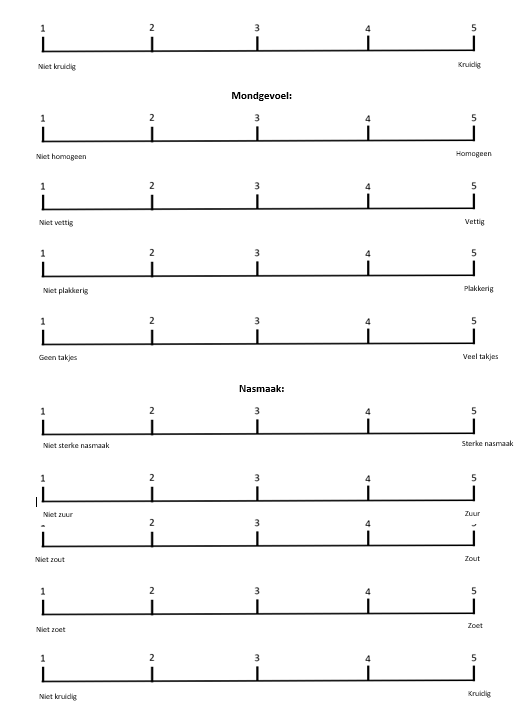 1 2 3 4 5
Niet kruidig Kruidig
Mondgevoel:
1 2 3 4 5
Niet homogeen Homogeen
1 2 3 4 5
Niet vettig Vettig
1 2 3 4 5
Niet plakkerig Plakkerig
1 2 3 4 5
Geen takjes Veel takjes
Nasmaak:
1 2 3 4 5
Niet sterke nasmaak Sterke nasmaak
1 2 3 4 5
Niet zuur Zuur
2 3 4
Niet zout Zout
1 2 3 4 5
Niet zoet Zoet
1 2 3 4 5
Niet kruidig Kruidig